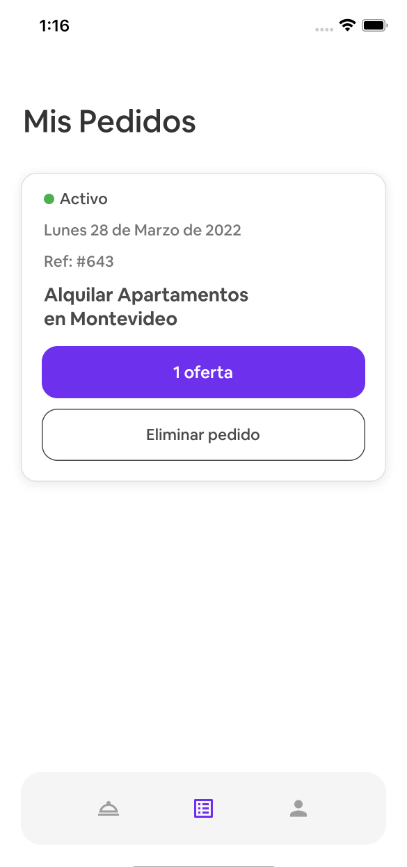 1:16
Mis Pedidos
Activo
Lunes 28 de Marzo de 2022
Ref: #643
Alquilar Apartamentos
en Montevideo
1 oferta
Eliminar pedido